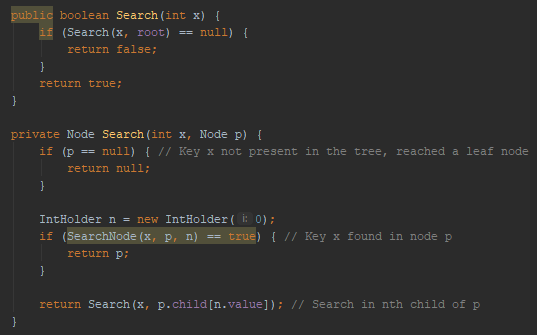 public boolean Search(int x) {
    if (Search(x, root) == null) {
        return false;
    }
    return true;
}

private Node Search(int x, Node p) {
    if (p == null) { // Key x not present in the tree, reached a leaf node
        return null;
    }

    IntHolder n = new IntHolder( i: 0);
    if (SearchNode(x, p, n) == true) { // Key x found in node p
        return p;
    }

    return Search(x, p.child[n.value]); // Search in nth child of p
}